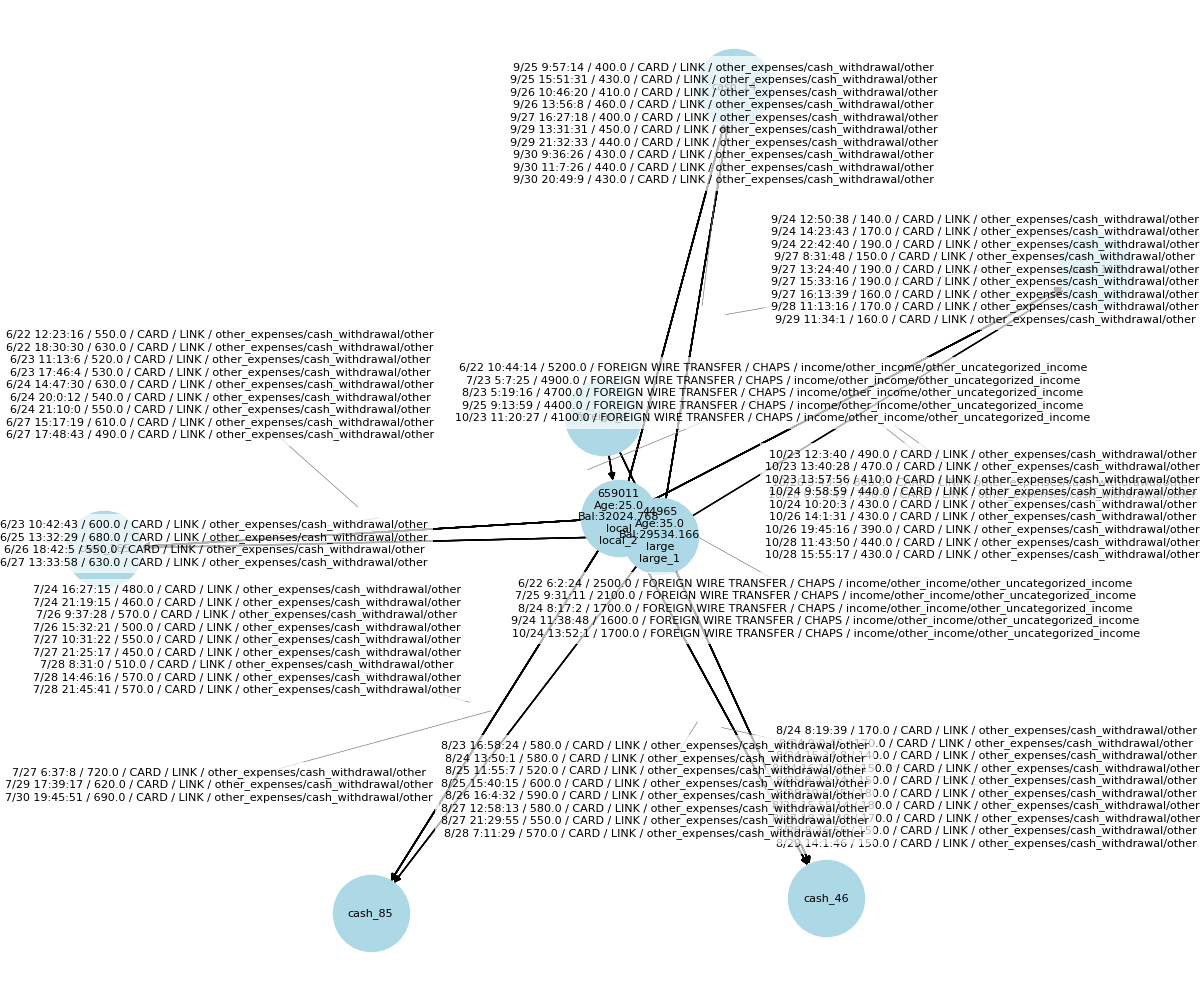 9/25 9:57:14 / 400.0 / CARD / LINK / other_expenses/cash_withdrawal/other
9/25 15:51:31 / 430.0 / CARD / LINK / other_expenses/cash_withdrawal/other
9/26 10:46:20 / 410.0 / CARD / LINK / other_expenses/cash_withdrawal/other
9/26 13:56:8 / 460.0 / CARD / LINK / other_expenses/cash_withdrawal/other
9/27 16:27:18 / 400.0 / CARD / LINK / other_expenses/cash_withdrawal/other
9/29 13:31:31 / 450.0 / CARD / LINK / other_expenses/cash_withdrawal/other
9/29 21:32:33 / 440.0 / CARD / LINK / other_expenses/cash_withdrawal/other
9/30 9:36:26 / 430.0 / CARD / LINK / other_expenses/cash_withdrawal/other
9/30 11:7:26 / 440.0 / CARD / LINK / other_expenses/cash_withdrawal/other
9/30 20:49:9 / 430.0 / CARD / LINK / other_expenses/cash_withdrawal/other
9/24 12:50:38 / 140.0 / CARD / LINK / other_expenses/cash_withdrawal/other
9/24 14:23:43 / 170.0 / CARD / LINK / other_expenses/cash_withdrawal/other
9/24 22:42:40 / 190.0 / CARD / LINK / other_expenses/cash_withdrawal/other
9/27 8:31:48 / 150.0 / CARD / LINK / other_expenses/cash_withdrawal/other
9/27 13:24:40 / 190.0 / CARD / LINK / other_expenses/cash_withdrawal/other
9/27 15:33:16 / 190.0 / CARD / LINK / other_expenses/cash_withdrawal/other
9/27 16:13:39 / 160.0 / CARD / LINK / other_expenses/cash_withdrawal/other
9/28 11:13:16 / 170.0 / CARD / LINK / other_expenses/cash_withdrawal/other
9/29 11:34:1 / 160.0 / CARD / LINK / other_expenses/cash_withdrawal/other
6/22 12:23:16 / 550.0 / CARD / LINK / other_expenses/cash_withdrawal/other
6/22 18:30:30 / 630.0 / CARD / LINK / other_expenses/cash_withdrawal/other
6/23 11:13:6 / 520.0 / CARD / LINK / other_expenses/cash_withdrawal/other
6/23 17:46:4 / 530.0 / CARD / LINK / other_expenses/cash_withdrawal/other
6/24 14:47:30 / 630.0 / CARD / LINK / other_expenses/cash_withdrawal/other
6/24 20:0:12 / 540.0 / CARD / LINK / other_expenses/cash_withdrawal/other
6/24 21:10:0 / 550.0 / CARD / LINK / other_expenses/cash_withdrawal/other
6/27 15:17:19 / 610.0 / CARD / LINK / other_expenses/cash_withdrawal/other
6/27 17:48:43 / 490.0 / CARD / LINK / other_expenses/cash_withdrawal/other
6/22 10:44:14 / 5200.0 / FOREIGN WIRE TRANSFER / CHAPS / income/other_income/other_uncategorized_income
7/23 5:7:25 / 4900.0 / FOREIGN WIRE TRANSFER / CHAPS / income/other_income/other_uncategorized_income
8/23 5:19:16 / 4700.0 / FOREIGN WIRE TRANSFER / CHAPS / income/other_income/other_uncategorized_income
9/25 9:13:59 / 4400.0 / FOREIGN WIRE TRANSFER / CHAPS / income/other_income/other_uncategorized_income
10/23 11:20:27 / 4100.0 / FOREIGN WIRE TRANSFER / CHAPS / income/other_income/other_uncategorized_income
10/23 12:3:40 / 490.0 / CARD / LINK / other_expenses/cash_withdrawal/other
10/23 13:40:28 / 470.0 / CARD / LINK / other_expenses/cash_withdrawal/other
10/23 13:57:56 / 410.0 / CARD / LINK / other_expenses/cash_withdrawal/other
10/24 9:58:59 / 440.0 / CARD / LINK / other_expenses/cash_withdrawal/other
10/24 10:20:3 / 430.0 / CARD / LINK / other_expenses/cash_withdrawal/other
10/26 14:1:31 / 430.0 / CARD / LINK / other_expenses/cash_withdrawal/other
10/26 19:45:16 / 390.0 / CARD / LINK / other_expenses/cash_withdrawal/other
10/28 11:43:50 / 440.0 / CARD / LINK / other_expenses/cash_withdrawal/other
10/28 15:55:17 / 430.0 / CARD / LINK / other_expenses/cash_withdrawal/other
659011
Age:25.0
Bal:32024.768
local
local_2
44965
Age:35.0
Bal:29534.166
large
large_1
6/23 10:42:43 / 600.0 / CARD / LINK / other_expenses/cash_withdrawal/other
6/25 13:32:29 / 680.0 / CARD / LINK / other_expenses/cash_withdrawal/other
6/26 18:42:5 / 550.0 / CARD / LINK / other_expenses/cash_withdrawal/other
6/27 13:33:58 / 630.0 / CARD / LINK / other_expenses/cash_withdrawal/other
6/22 6:2:24 / 2500.0 / FOREIGN WIRE TRANSFER / CHAPS / income/other_income/other_uncategorized_income
7/25 9:31:11 / 2100.0 / FOREIGN WIRE TRANSFER / CHAPS / income/other_income/other_uncategorized_income
8/24 8:17:2 / 1700.0 / FOREIGN WIRE TRANSFER / CHAPS / income/other_income/other_uncategorized_income
9/24 11:38:48 / 1600.0 / FOREIGN WIRE TRANSFER / CHAPS / income/other_income/other_uncategorized_income
10/24 13:52:1 / 1700.0 / FOREIGN WIRE TRANSFER / CHAPS / income/other_income/other_uncategorized_income
7/24 16:27:15 / 480.0 / CARD / LINK / other_expenses/cash_withdrawal/other
7/24 21:19:15 / 460.0 / CARD / LINK / other_expenses/cash_withdrawal/other
7/26 9:37:28 / 570.0 / CARD / LINK / other_expenses/cash_withdrawal/other
7/26 15:32:21 / 500.0 / CARD / LINK / other_expenses/cash_withdrawal/other
7/27 10:31:22 / 550.0 / CARD / LINK / other_expenses/cash_withdrawal/other
7/27 21:25:17 / 450.0 / CARD / LINK / other_expenses/cash_withdrawal/other
7/28 8:31:0 / 510.0 / CARD / LINK / other_expenses/cash_withdrawal/other
7/28 14:46:16 / 570.0 / CARD / LINK / other_expenses/cash_withdrawal/other
7/28 21:45:41 / 570.0 / CARD / LINK / other_expenses/cash_withdrawal/other
7/27 6:37:8 / 720.0 / CARD / LINK / other_expenses/cash_withdrawal/other
7/29 17:39:17 / 620.0 / CARD / LINK / other_expenses/cash_withdrawal/other
7/30 19:45:51 / 690.0 / CARD / LINK / other_expenses/cash_withdrawal/other
8/23 16:58:24 / 580.0 / CARD / LINK / other_expenses/cash_withdrawal/other
8/24 13:50:1 / 580.0 / CARD / LINK / other_expenses/cash_withdrawal/other
8/25 11:55:7 / 520.0 / CARD / LINK / other_expenses/cash_withdrawal/other
8/25 15:40:15 / 600.0 / CARD / LINK / other_expenses/cash_withdrawal/other
8/26 16:4:32 / 590.0 / CARD / LINK / other_expenses/cash_withdrawal/other
8/27 12:58:13 / 580.0 / CARD / LINK / other_expenses/cash_withdrawal/other
8/27 21:29:55 / 550.0 / CARD / LINK / other_expenses/cash_withdrawal/other
8/28 7:11:29 / 570.0 / CARD / LINK / other_expenses/cash_withdrawal/other
8/24 8:19:39 / 170.0 / CARD / LINK / other_expenses/cash_withdrawal/other
/ CARD / LINK / other_expenses/cash_withdrawal/other
/ CARD / LINK / other_expenses/cash_withdrawal/other
/ CARD / LINK / other_expenses/cash_withdrawal/other
/ CARD / LINK / other_expenses/cash_withdrawal/other
/ CARD / LINK / other_expenses/cash_withdrawal/other
/ CARD / LINK / other_expenses/cash_withdrawal/other
/ CARD / LINK / other_expenses/cash_withdrawal/other
/ CARD / LINK / other_expenses/cash_withdrawal/other
8/29 14:1:46 / 150.0 / CARD / LINK / other_expenses/cash_withdrawal/other
cash_85
cash_46